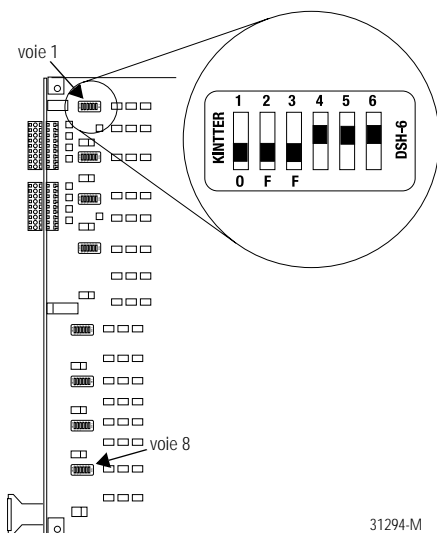 voie 1
1 2 3 4 5 6
KINTTER
DSH-6
O F F
voie 8
31294-M